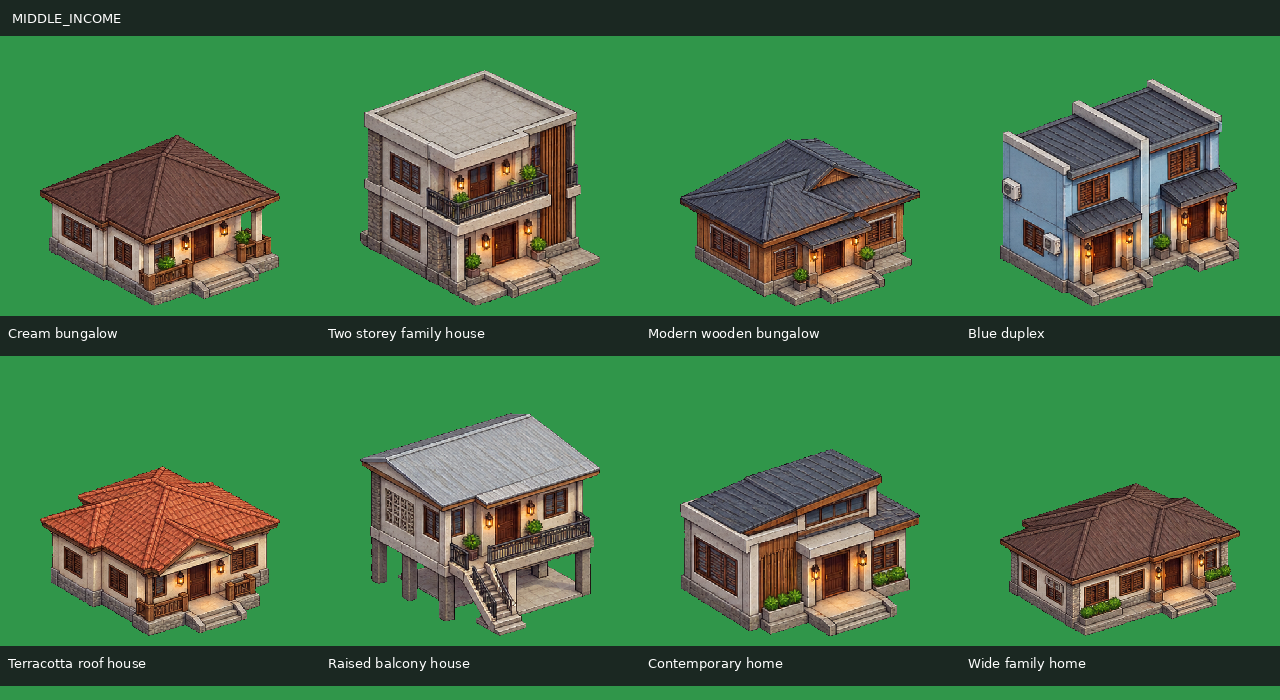 MIDDLE_INCOME
Cream bungalow
Two storey family house
Modern wooden bungalow
Blue duplex
Terracotta roof house
Raised balcony house
Contemporary home
Wide family home